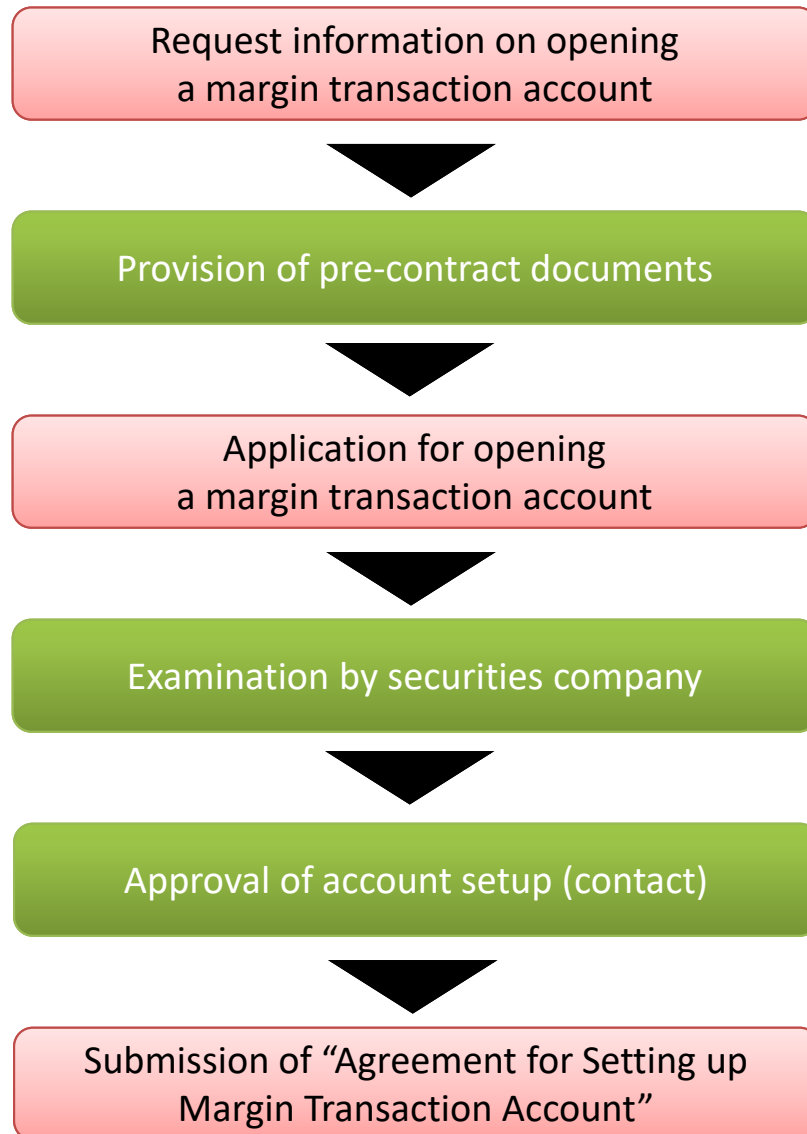 Request information on opening
a margin transaction account
Provision of pre-contract documents
Application for opening
a margin transaction account
Examination by securities company
Approval of account setup (contact)
Submission of “Agreement for Setting up
Margin Transaction Account”